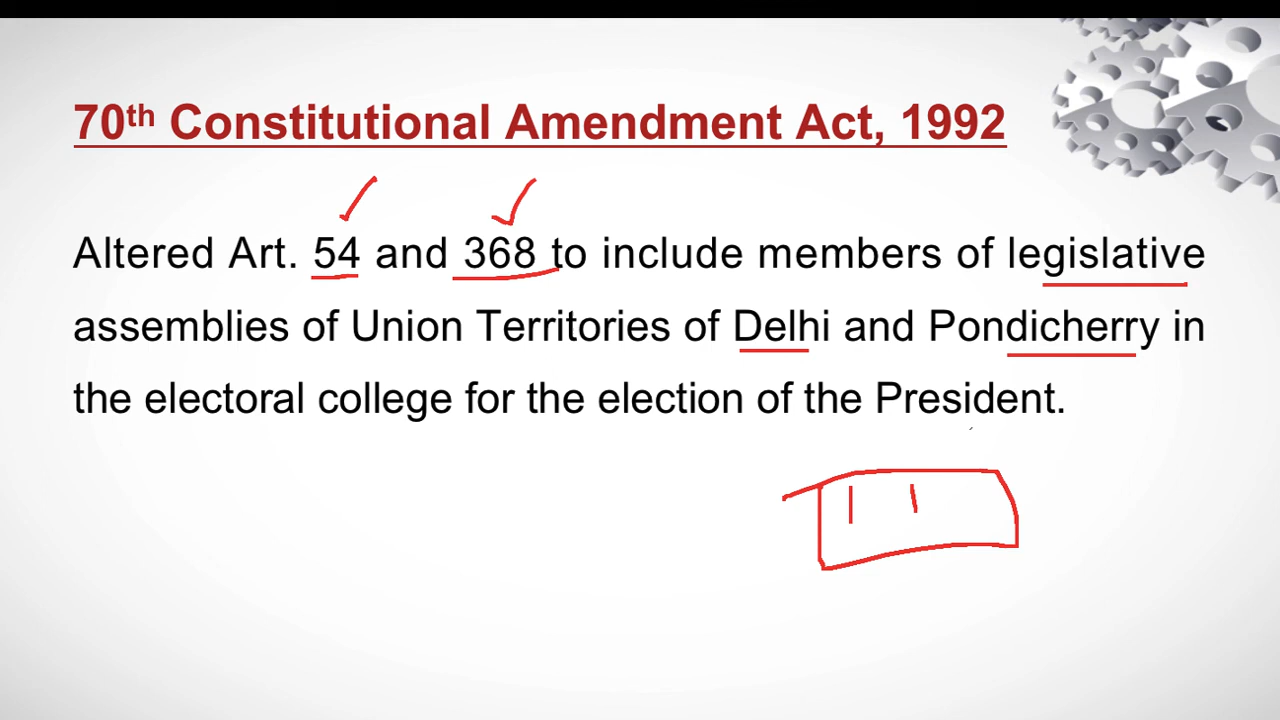 70th Constitutional Amendment Act, 1992
Altered Art. 54 and 368 to include members of legislative
assemblies of Union Territories of Delhi and Pondicherry in
the electoral college for the election of the President.